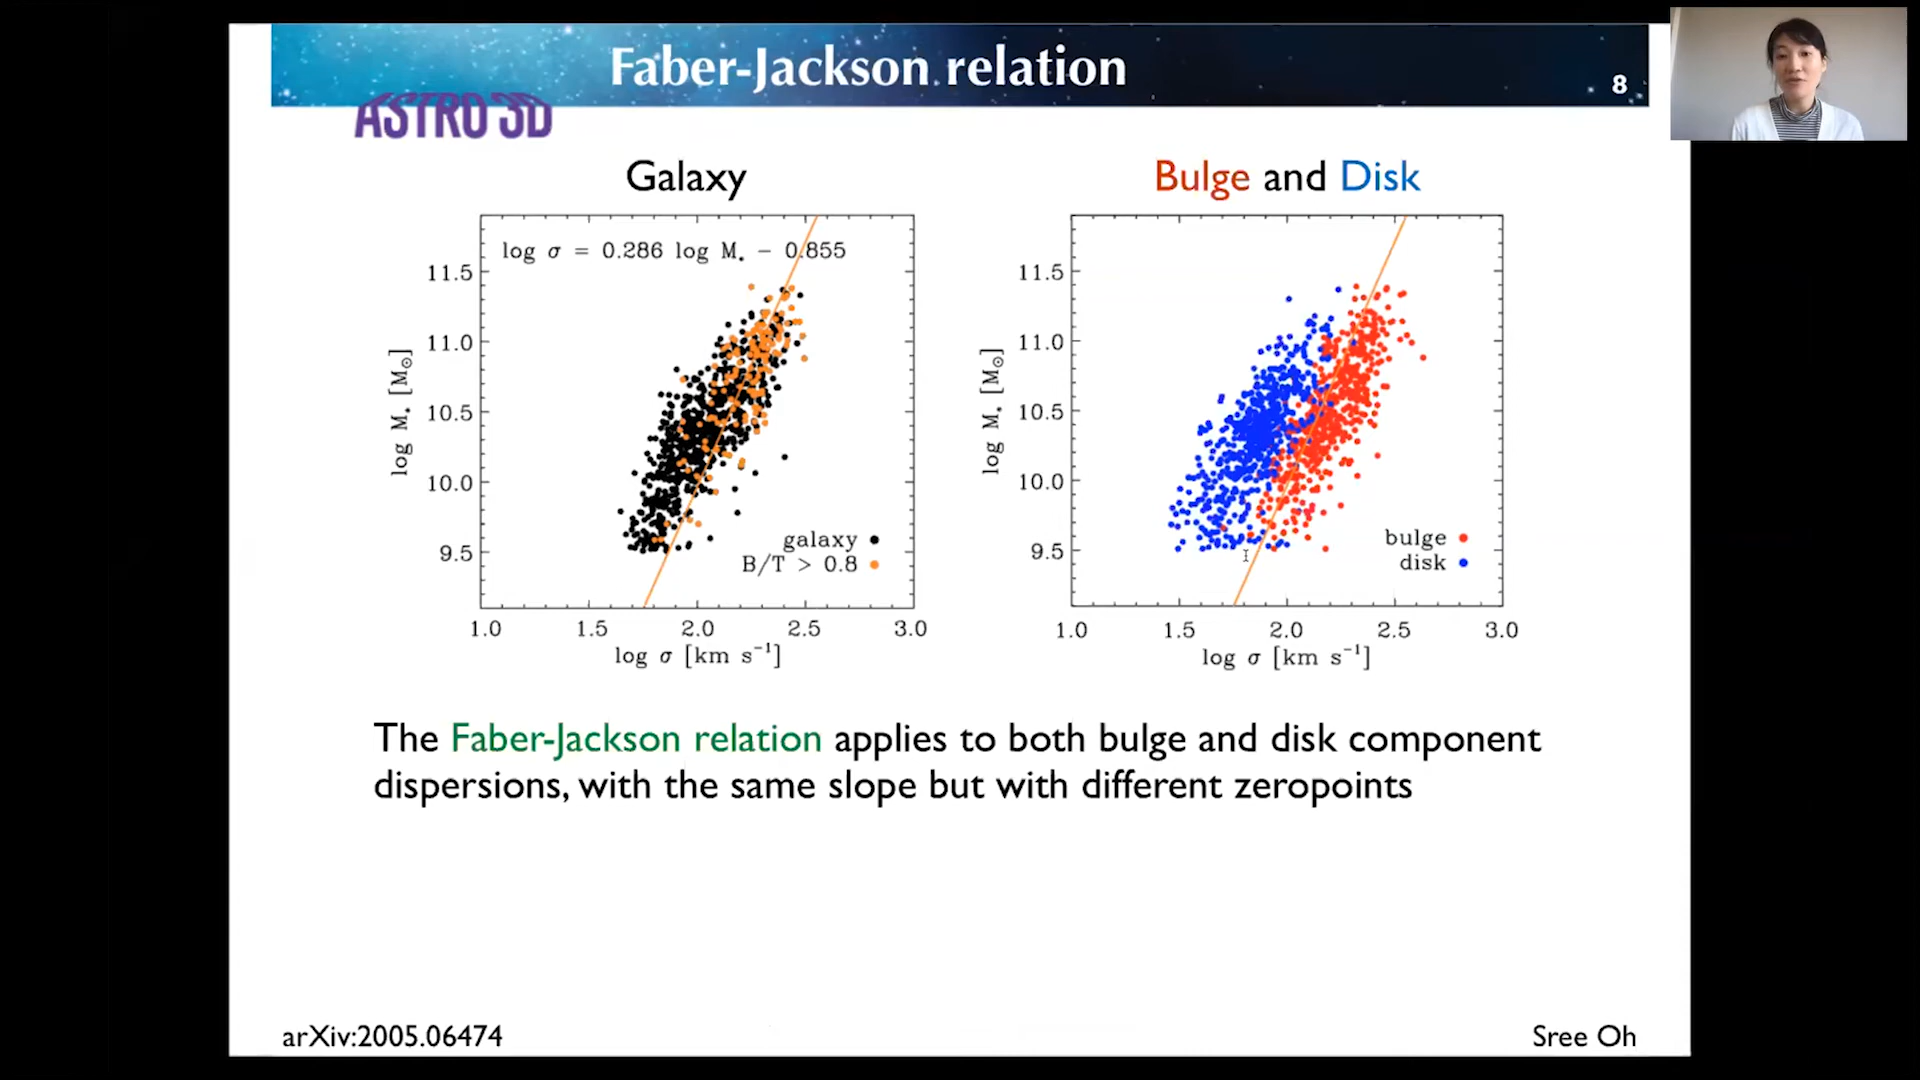 Faber-Jackson relation
8
ASTRO 3D
Galaxy
Bulge and Disk
log σ = 0.286 log M* − 0.855
11.5
11.0
10.5
10.0
9.5
log M* [M⊙]
galaxy
B/T > 0.8
1.0 1.5 2.0 2.5 3.0
log σ [km s⁻¹]
11.5
11.0
10.5
10.0
9.5
log M* [M⊙]
bulge
disk
1.0 1.5 2.0 2.5 3.0
log σ [km s⁻¹]
The Faber-Jackson relation applies to both bulge and disk component
dispersions, with the same slope but with different zeropoints
arXiv:2005.06474
Sree Oh